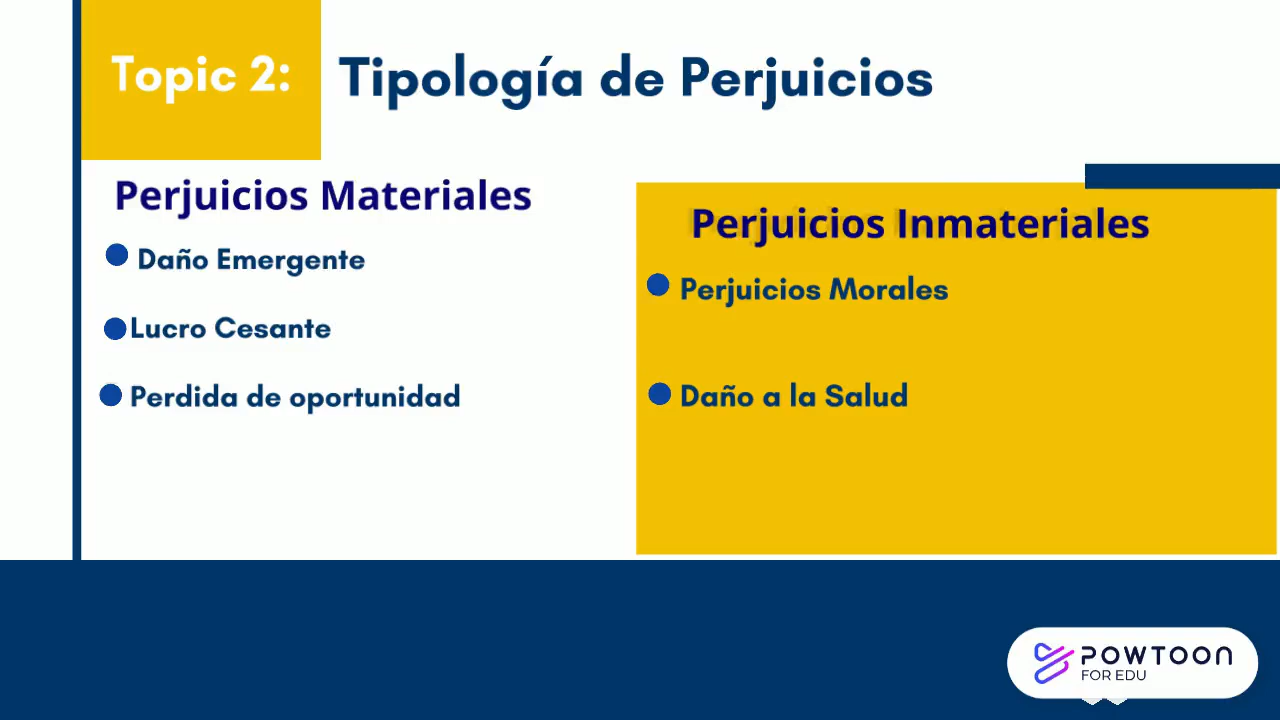 Topic 2:
Tipología de Perjuicios
Perjuicios Materiales
Daño Emergente
Lucro Cesante
Perdida de oportunidad
Perjuicios Inmateriales
Perjuicios Morales
Daño a la Salud
POWTOON
FOR EDU